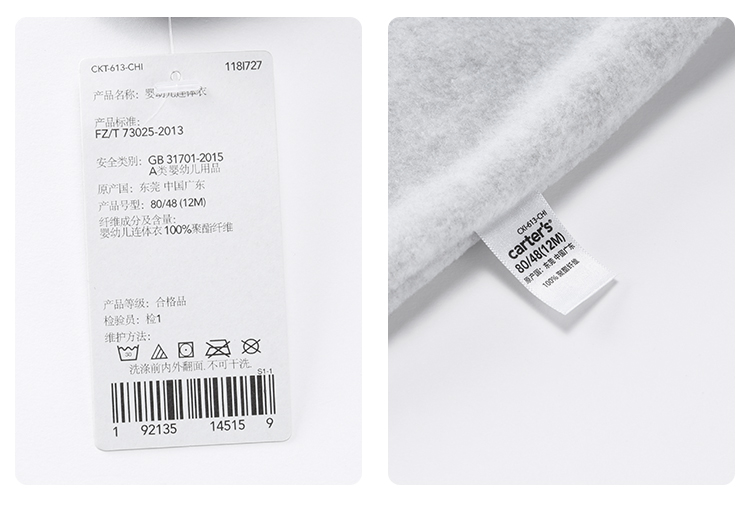 CKT-613-CHI 118I727
产品名称: 婴幼儿连体衣
产品标准:
FZ/T 73025-2013
安全类别: GB 31701-2015
A类 婴幼儿用品
原产国: 东莞 中国广东
产品号型: 80/48 (12M)
纤维成分及含量:
婴幼儿连体衣100%聚酯纤维
产品等级: 合格品
检验员: 检1
维护方法:
30
洗涤前内外翻面. 不可干洗.
S1-1
1 92135 14515 9
CKT-613-CHI
carter's®
80/48(12M)
原产国: 东莞 中国广东
100% 聚酯纤维